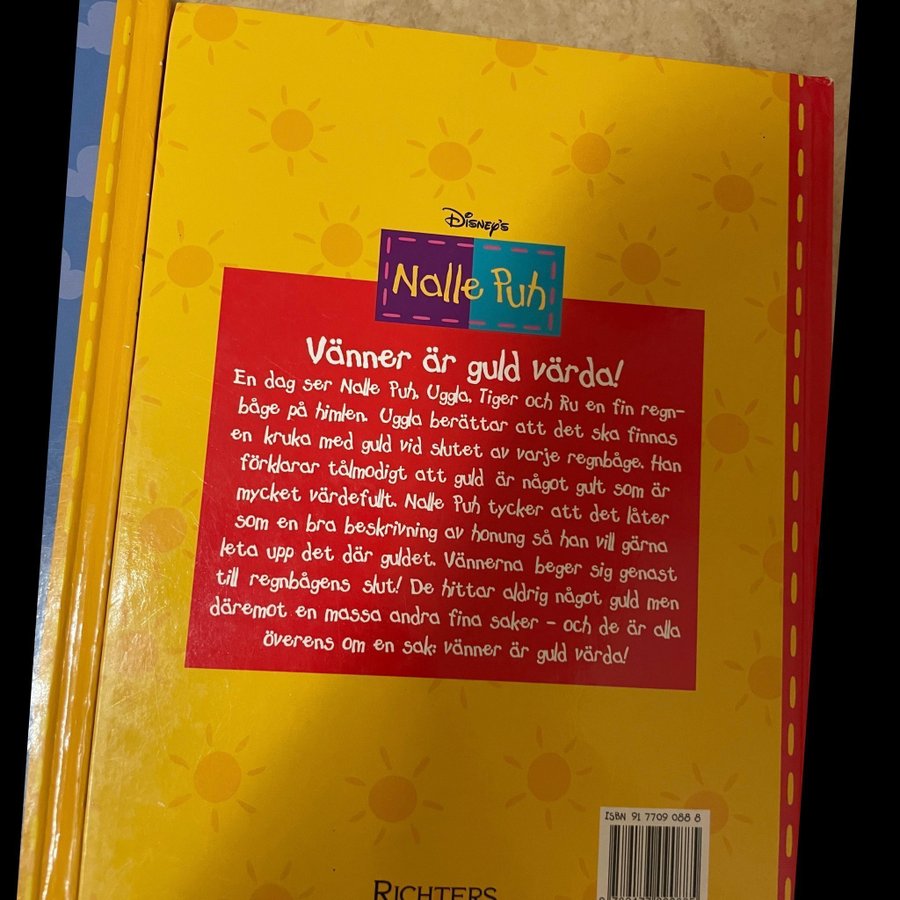 DISNEY'S
Nalle Puh
Vänner är guld värda!
En dag ser Nalle Puh, Uggla, Tiger och Ru en fin regn-
båge på himlen. Uggla berättar att det ska finnas
en kruka med guld vid slutet av varje regnbåge. Han
förklarar tålmodigt att guld är något gult som är
mycket värdefullt. Nalle Puh tycker att det låter
som en bra beskrivning av honung så han vill gärna
leta upp det där guldet. Vännerna beger sig genast
till regnbågens slut! De hittar aldrig något guld men
däremot en massa andra fina saker – och de är alla
överens om en sak: vänner är guld värda!
ISBN 91 7709 088 8
RICHTERS